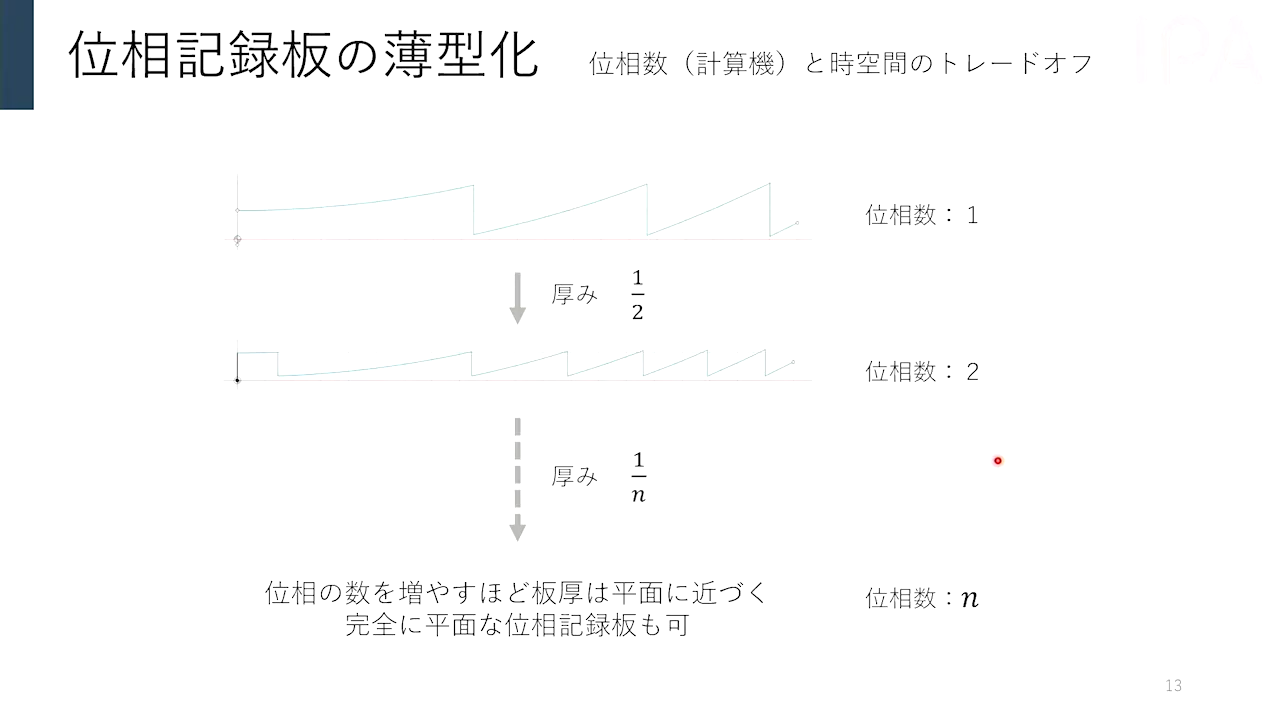 位相記録板の薄型化
位相数（計算機）と時空間のトレードオフ
IPA
位相数：1
厚み 1/2
位相数：2
厚み 1/n
位相の数を増やすほど板厚は平面に近づく
完全に平面な位相記録板も可
位相数：n
13